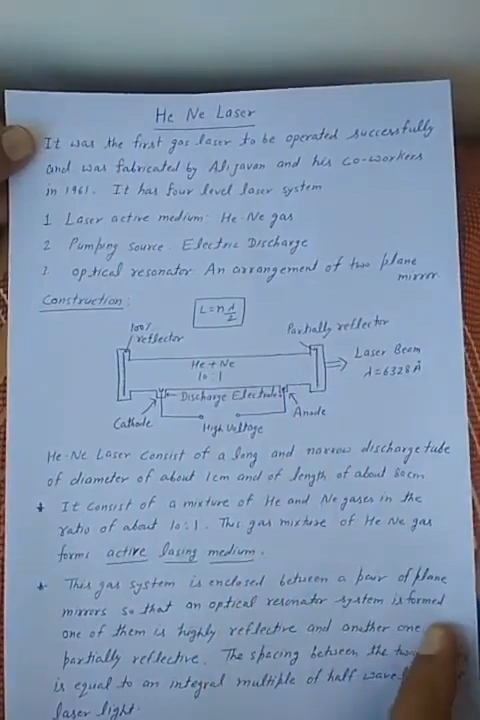 He Ne Laser
It was the first gas laser to be operated successfully
and was fabricated by Ali javan and his co-workers
in 1961. It has four level laser system
1 Laser active medium: He-Ne gas
2 Pumping source. Electric Discharge
optical resonator An arrangement of two plane
mirror.
Construction:
L=nλ/2
100%
reflector
Partially reflector
He+Ne
10:1
Laser Beam
λ=6328Å
Discharge Electrodes
Cathode
Anode
High Voltage
He-Ne Laser consist of a long and narrow discharge tube
of diameter of about 1cm and of length of about 80cm
* It consist of a mixture of He and Ne gases in the
ratio of about 10:1. This gas mixture of He Ne gas
forms active lasing medium.
* This gas system is enclosed between a pair of plane
mirrors so that an optical resonator system is formed
one of them is highly reflective and another one
partially reflective. The spacing between the two
is equal to an integral multiple of half wave
laser light.